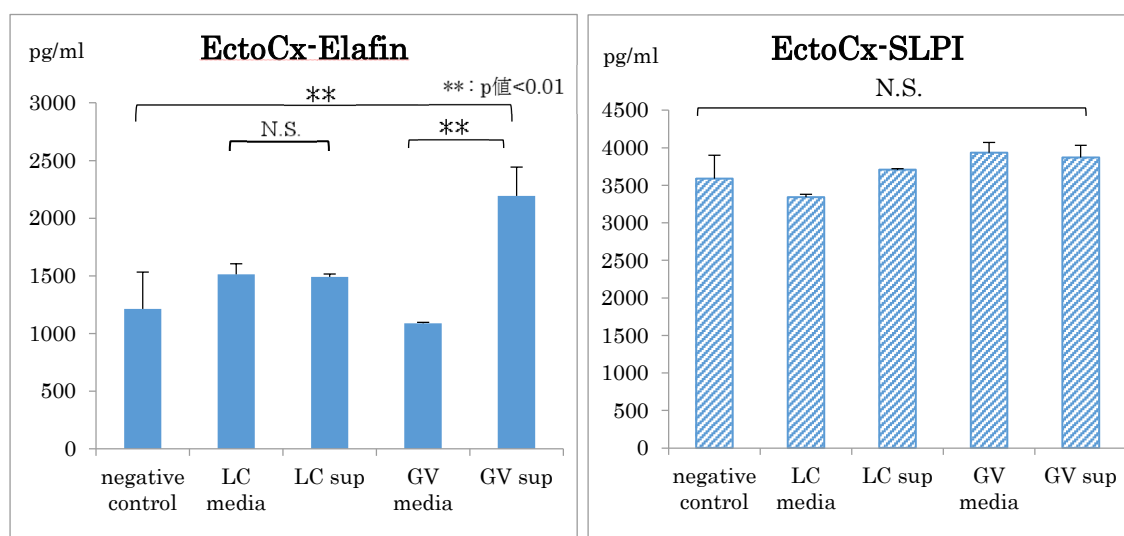 pg/ml
EctoCx-Elafin
**：p値<0.01
**
N.S.
**
3000
2500
2000
1500
1000
500
0
negative control
LC media
LC sup
GV media
GV sup
pg/ml
EctoCx-SLPI
N.S.
4500
4000
3500
3000
2500
2000
1500
1000
500
0
negative control
LC media
LC sup
GV media
GV sup